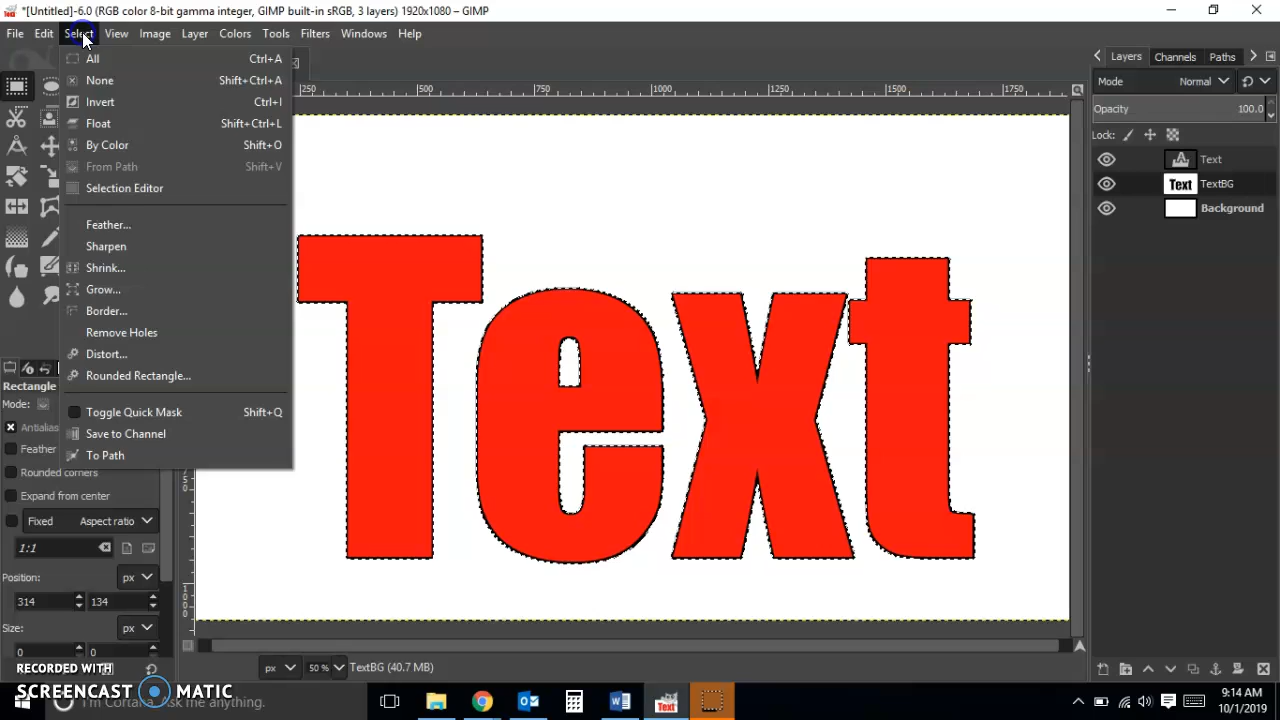 *[Untitled]-6.0 (RGB color 8-bit gamma integer, GIMP built-in sRGB, 3 layers) 1920x1080 – GIMP
File Edit Select View Image Layer Colors Tools Filters Windows Help
All Ctrl+A
None Shift+Ctrl+A
Invert Ctrl+I
Float Shift+Ctrl+L
By Color Shift+O
From Path Shift+V
Selection Editor
Feather...
Sharpen
Shrink...
Grow...
Border...
Remove Holes
Distort...
Rounded Rectangle...
Toggle Quick Mask Shift+Q
Save to Channel
To Path
Rectangle
Mode:
Antialias
Feather
Rounded corners
Expand from center
Fixed Aspect ratio
1:1
Position: px
314 134
Size: px
0 0
RECORDED WITH
SCREENCAST MATIC
250 500 750 1000 1250 1500 1750
Text
px 50 % TextBG (40.7 MB)
Layers Channels Paths
Mode Normal
Opacity 100.0
Lock:
Text
Text TextBG
Background
I'm Cortana. Ask me anything.
9:14 AM
10/1/2019